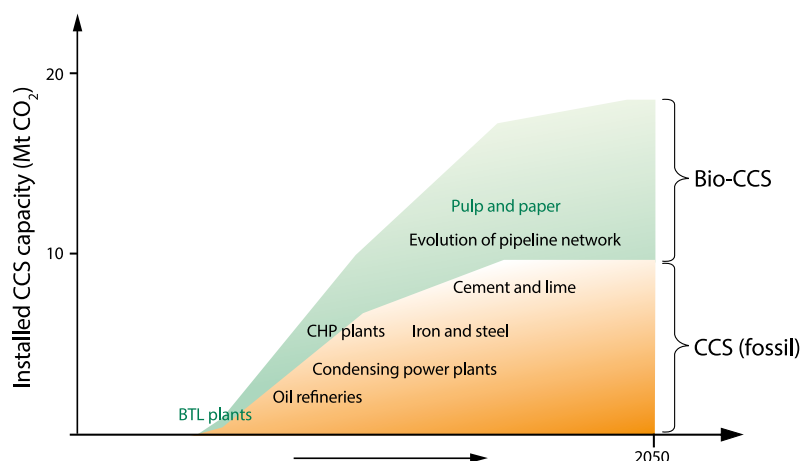 Installed CCS capacity (Mt CO₂)
20
10
Pulp and paper
Evolution of pipeline network
Cement and lime
CHP plants
Iron and steel
Condensing power plants
Oil refineries
BTL plants
Bio-CCS
CCS (fossil)
2050